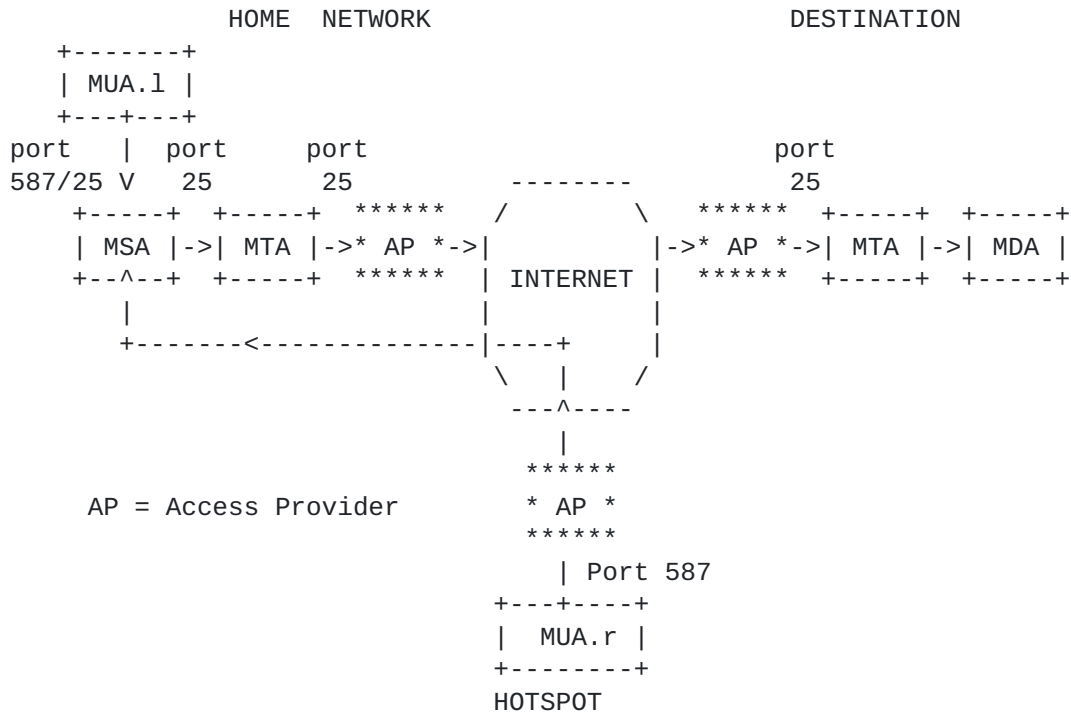 HOME  NETWORK                       DESTINATION
   +-------+
   | MUA.l |
   +---+---+
port   |  port     port                          port
587/25 V   25       25          --------          25
    +-----+  +-----+  ******   /        \   ******  +-----+  +-----+
    | MSA |->| MTA |->* AP *->|          |->* AP *->| MTA |->| MDA |
    +--^--+  +-----+  ******  | INTERNET |  ******  +-----+  +-----+
       |                      |          |
       +-------<--------------|----+     |
                               \   |    /
                                ---^----
                                   |
                                 ******
     AP = Access Provider        * AP *
                                 ******
                                   | Port 587
                               +---+----+
                               |  MUA.r |
                               +--------+
                               HOTSPOT